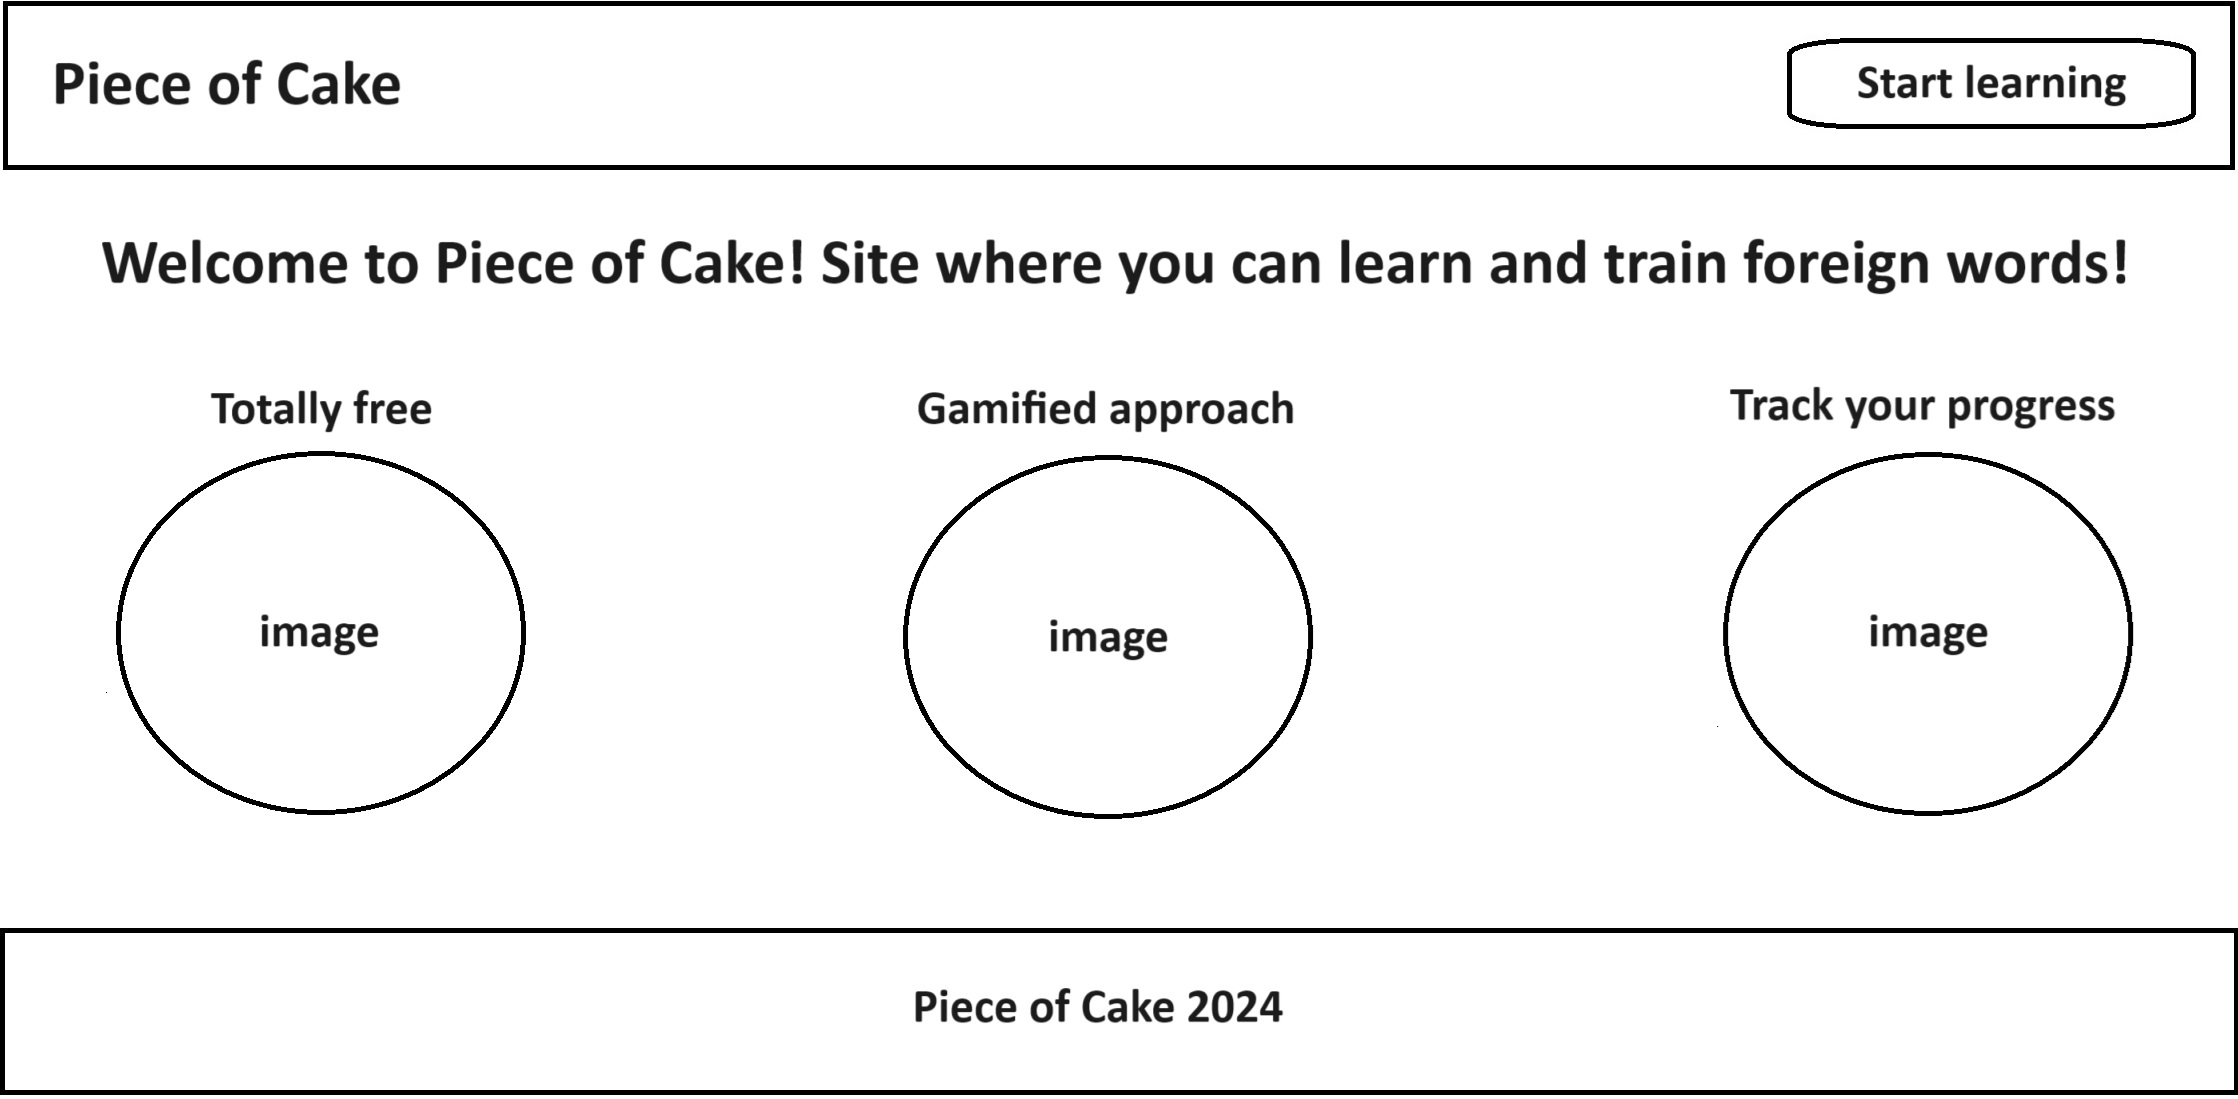 Piece of Cake
Start learning
Welcome to Piece of Cake! Site where you can learn and train foreign words!
Totally free
Gamified approach
Track your progress
image
image
image
Piece of Cake 2024